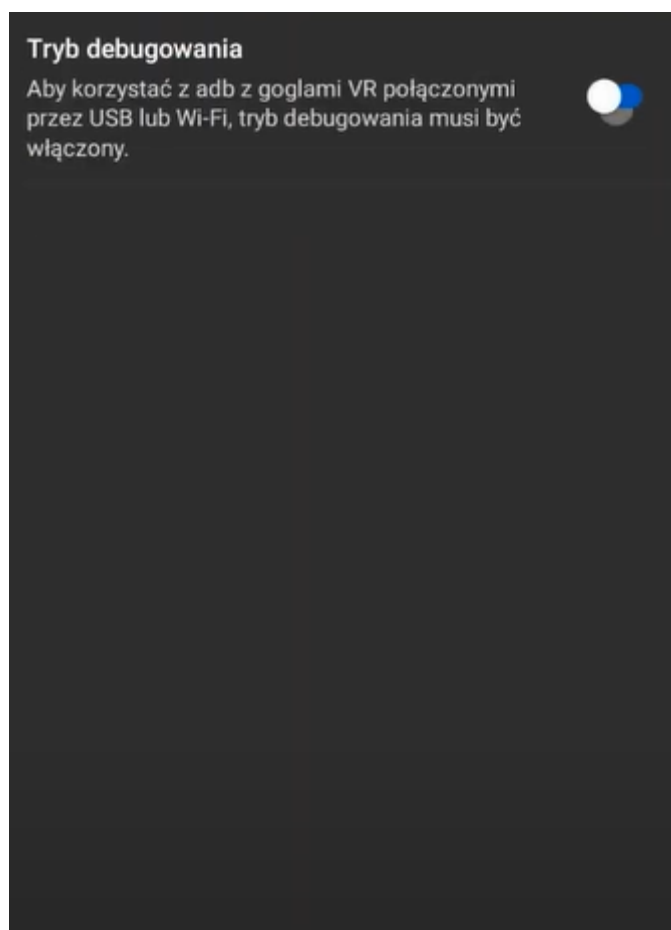 Tryb debugowania
Aby korzystać z adb z goglami VR połączonymi
przez USB lub Wi-Fi, tryb debugowania musi być
włączony.